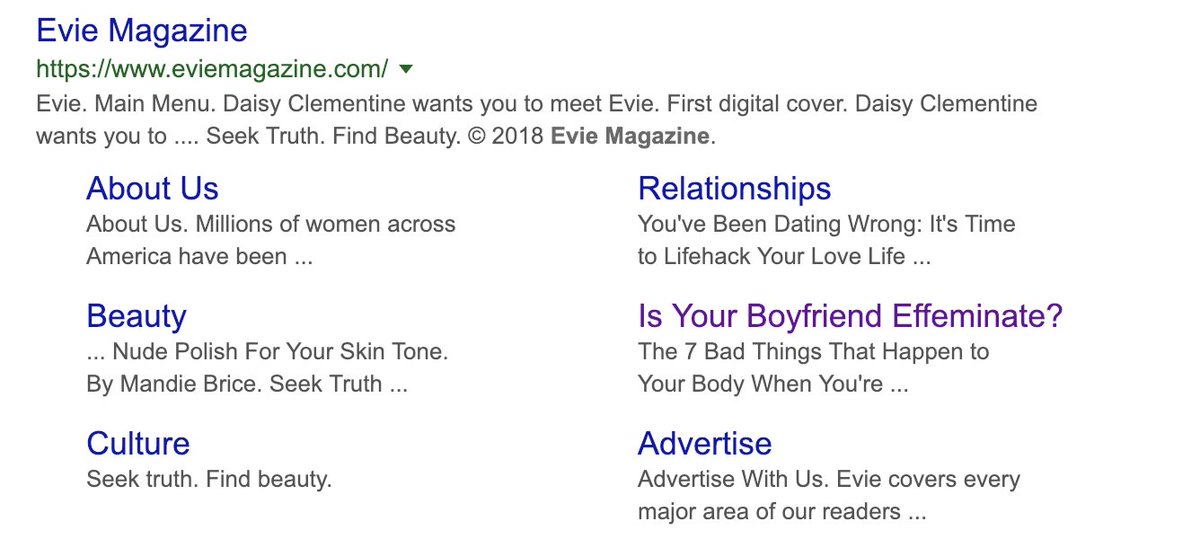 Evie Magazine
https://www.eviemagazine.com/
Evie. Main Menu. Daisy Clementine wants you to meet Evie. First digital cover. Daisy Clementine
wants you to .... Seek Truth. Find Beauty. © 2018 Evie Magazine.
About Us
About Us. Millions of women across
America have been ...
Relationships
You've Been Dating Wrong: It's Time
to Lifehack Your Love Life ...
Beauty
... Nude Polish For Your Skin Tone.
By Mandie Brice. Seek Truth ...
Is Your Boyfriend Effeminate?
The 7 Bad Things That Happen to
Your Body When You're ...
Culture
Seek truth. Find beauty.
Advertise
Advertise With Us. Evie covers every
major area of our readers ...